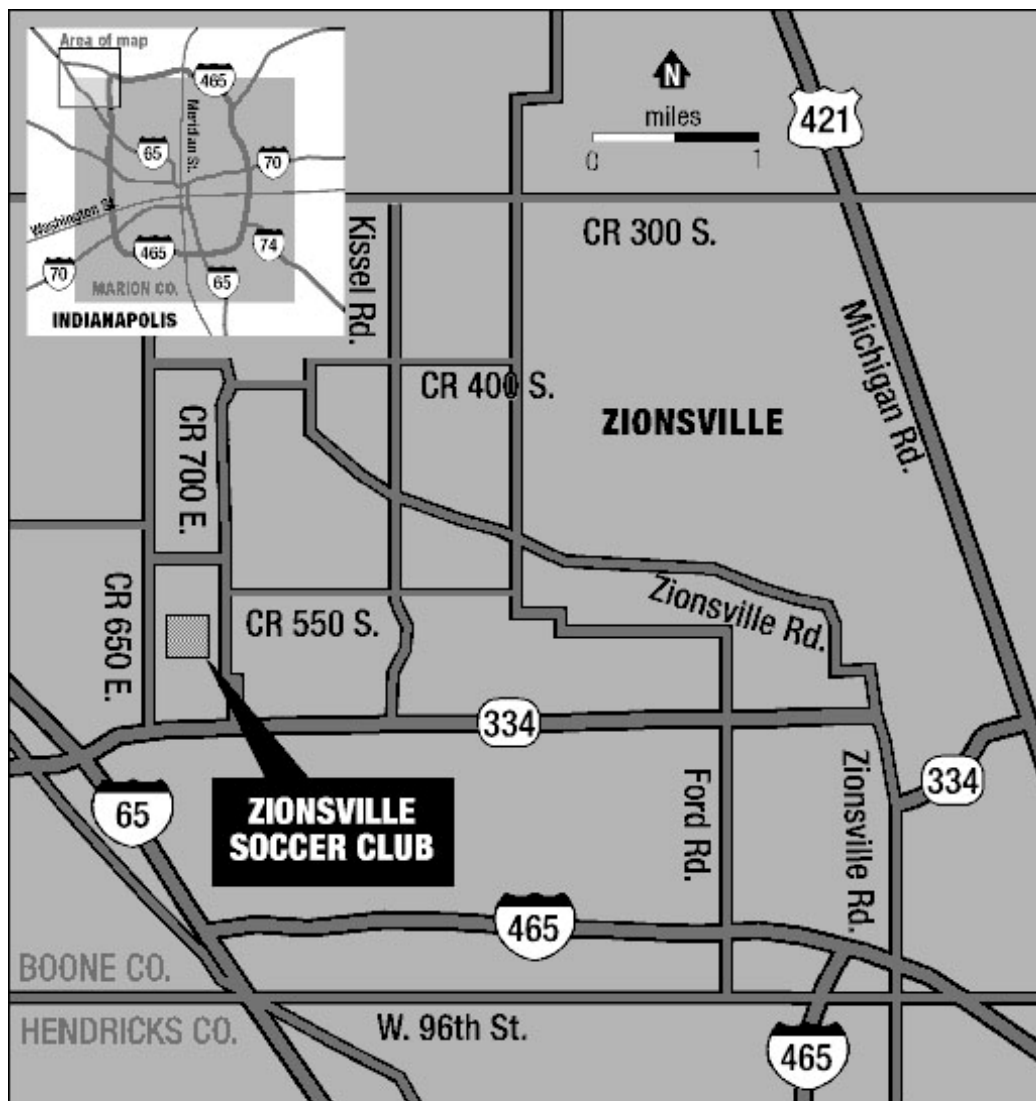 Area of map
465
Meridian St.
65
70
Washington St.
465
74
70
65
MARION CO.
INDIANAPOLIS
N
miles
0 1
421
CR 300 S.
Kissel Rd.
Michigan Rd.
CR 400 S.
ZIONSVILLE
CR 700 E.
CR 650 E.
CR 550 S.
Zionsville Rd.
334
334
Ford Rd.
Zionsville Rd.
65
ZIONSVILLE
SOCCER CLUB
465
BOONE CO.
HENDRICKS CO.
W. 96th St.
465